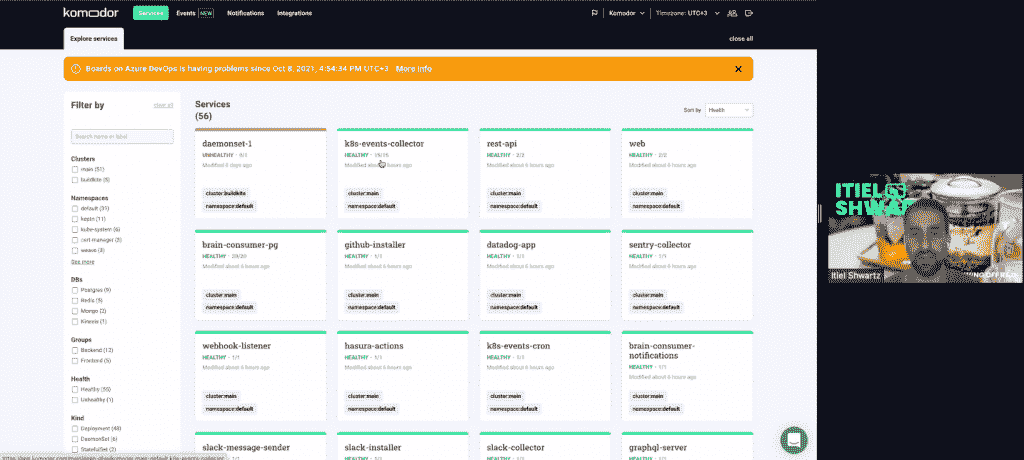 komodor
Services
Events NEW
Notifications
Integrations
Komodor
Timezone: UTC+3
Explore services
close all
Boards on Azure DevOps is having problems since Oct 8, 2021, 4:54:34 PM UTC+3 More info
Filter by
clear all
Search name or label
Clusters
main (51)
buildkite (5)
Namespaces
default (31)
kube-system (6)
cert-manager (3)
weave (3)
See more
DBs
Postgres (9)
Redis (5)
Mongo (2)
Kinesis (1)
Groups
Backend (12)
Frontend (5)
Health
Healthy (55)
Unhealthy (1)
Kind
Deployment (48)
DaemonSet (6)
StatefulSet (2)
Services
(56)
Sort by
Health
daemonset-1
UNHEALTHY
Modified 8 days ago
cluster:buildkite
namespace:default
k8s-events-collector
HEALTHY
Modified about 6 hours ago
cluster:main
namespace:default
rest-api
HEALTHY · 2/2
Modified about 6 hours ago
cluster:main
namespace:default
web
HEALTHY · 2/2
Modified about 6 hours ago
cluster:main
namespace:default
brain-consumer-pg
HEALTHY · 20/20
Modified about 6 hours ago
cluster:main
namespace:default
github-installer
HEALTHY · 1/1
Modified about 6 hours ago
cluster:main
namespace:default
datadog-app
HEALTHY · 1/1
Modified about 6 hours ago
cluster:main
namespace:default
sentry-collector
HEALTHY · 1/1
Modified about 6 hours ago
cluster:main
namespace:default
webhook-listener
HEALTHY · 1/1
Modified about 6 hours ago
cluster:main
namespace:default
hasura-actions
HEALTHY · 1/1
Modified about 6 hours ago
cluster:main
namespace:default
k8s-events-cron
HEALTHY · 1/1
Modified about 6 hours ago
cluster:main
namespace:default
brain-consumer-
notifications
HEALTHY · 1/1
Modified about 6 hours ago
cluster:main
namespace:default
slack-message-sender
slack-installer
slack-collector
graphql-server
ITIEL
Itiel Shwartz